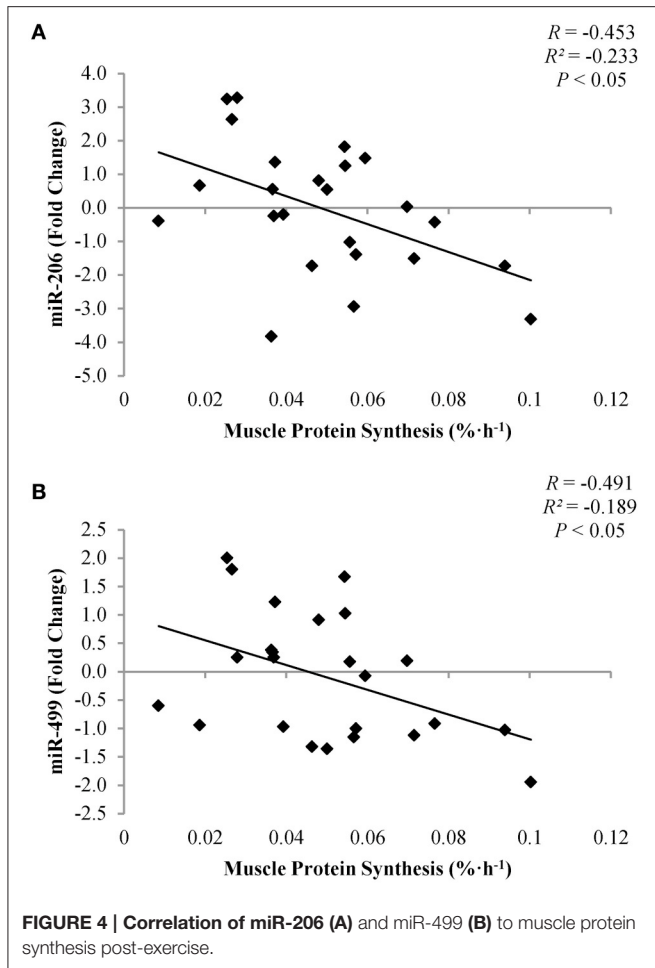 A
R = -0.453
R² = -0.233
P < 0.05
4.0
3.0
2.0
1.0
0.0
-1.0
-2.0
-3.0
-4.0
-5.0
miR-206 (Fold Change)
0 0.02 0.04 0.06 0.08 0.1 0.12
Muscle Protein Synthesis (%·h⁻¹)
B
R = -0.491
R² = -0.189
P < 0.05
2.5
2.0
1.5
1.0
0.5
0.0
-0.5
-1.0
-1.5
-2.0
-2.5
miR-499 (Fold Change)
0 0.02 0.04 0.06 0.08 0.1 0.12
Muscle Protein Synthesis (%·h⁻¹)
FIGURE 4 | Correlation of miR-206 (A) and miR-499 (B) to muscle protein
synthesis post-exercise.